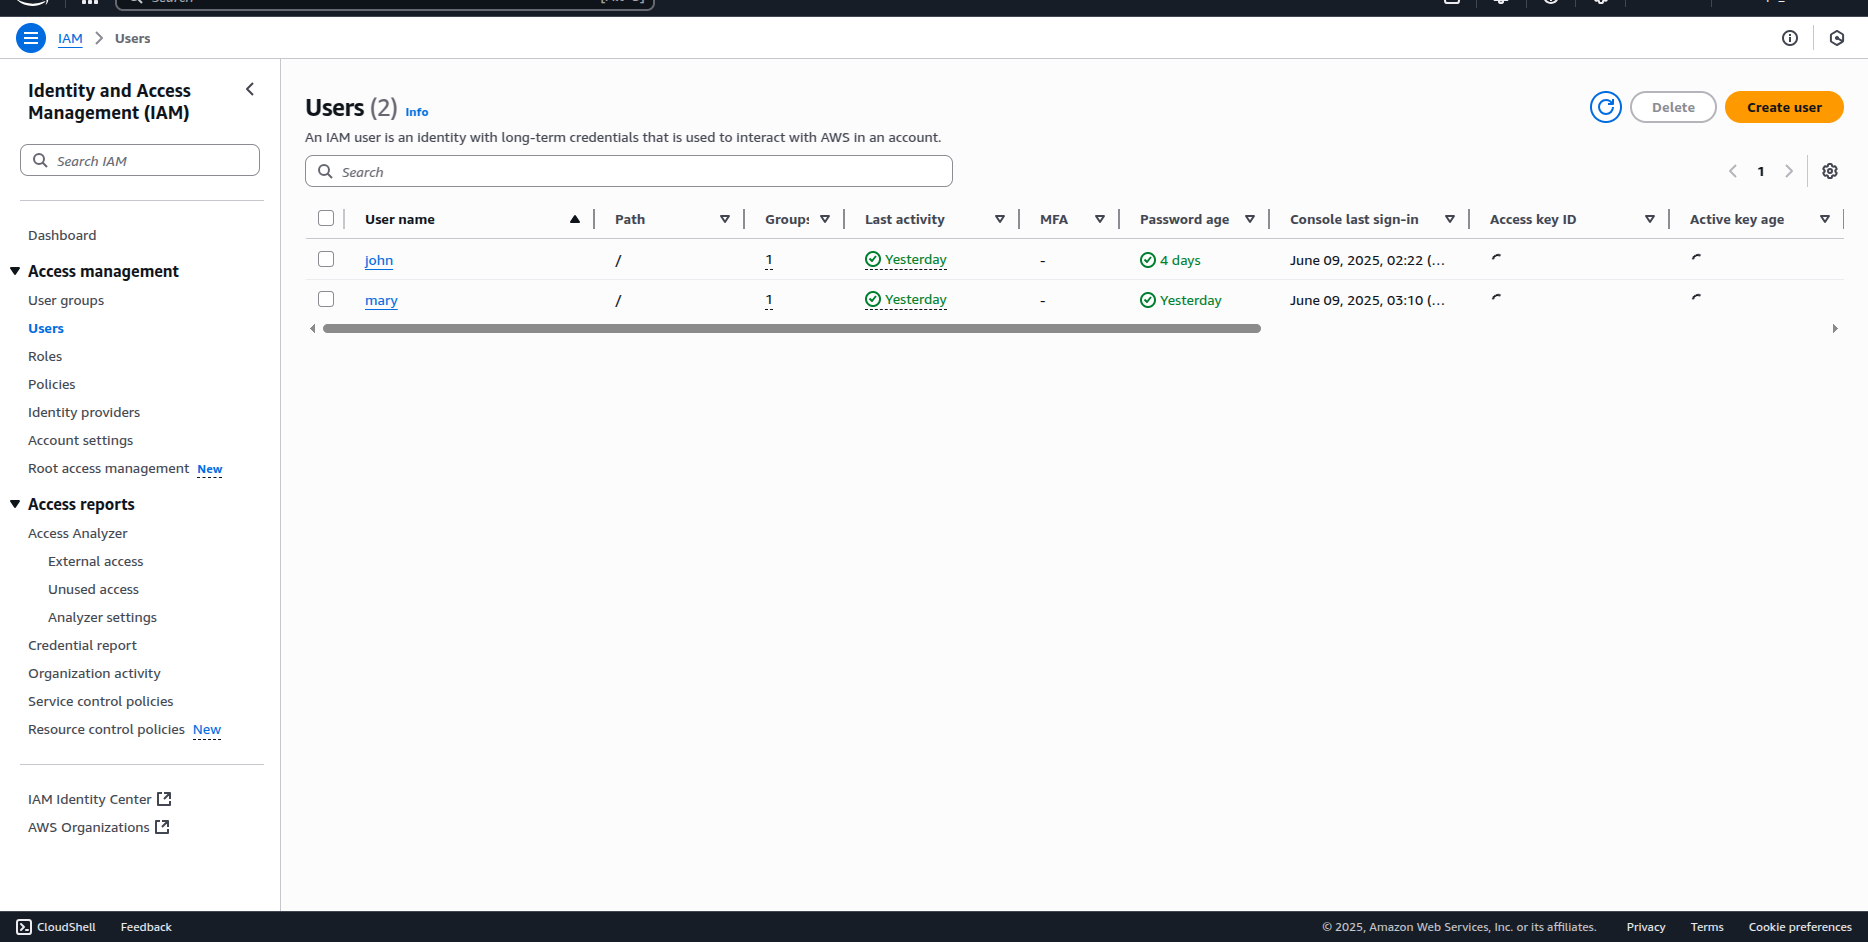 IAM > Users
Identity and Access Management (IAM)
Search IAM
Dashboard
Access management
User groups
Users
Roles
Policies
Identity providers
Account settings
Root access management New
Access reports
Access Analyzer
External access
Unused access
Analyzer settings
Credential report
Organization activity
Service control policies
Resource control policies New
IAM Identity Center
AWS Organizations
Users (2) Info
Delete
Create user
An IAM user is an identity with long-term credentials that is used to interact with AWS in an account.
Search
1
User name Path Groups Last activity MFA Password age Console last sign-in Access key ID Active key age
john / 1 Yesterday - 4 days June 09, 2025, 02:22 (...
mary / 1 Yesterday - Yesterday June 09, 2025, 03:10 (...
CloudShell Feedback © 2025, Amazon Web Services, Inc. or its affiliates. Privacy Terms Cookie preferences